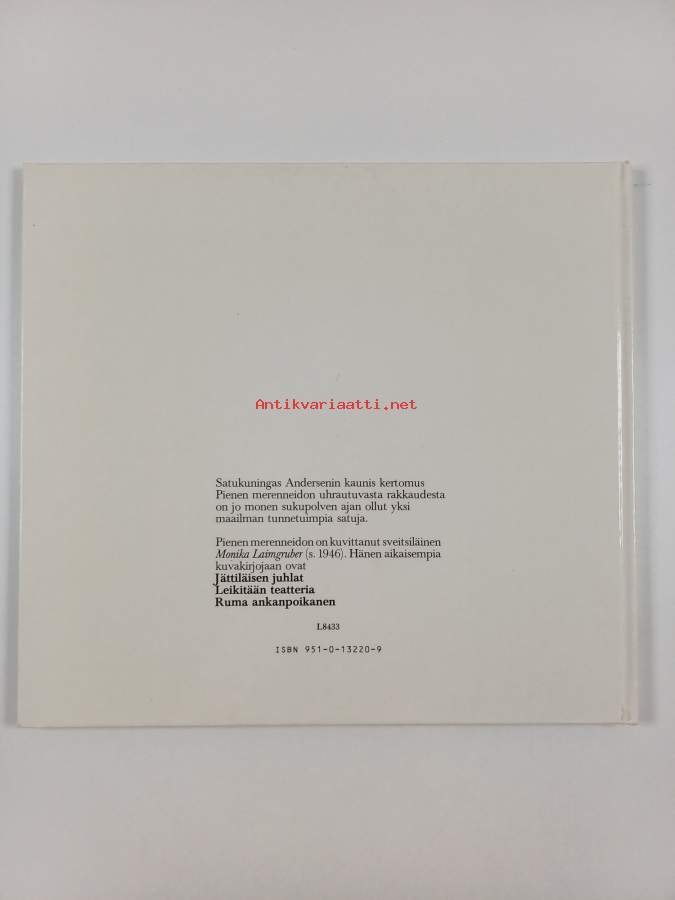 Antikvariaatti.net
Satukuningas Andersenin kaunis kertomus
Pienen merenneidon uhrautuvasta rakkaudesta
on jo monen sukupolven ajan ollut yksi
maailman tunnetuimpia satuja.
Pienen merenneidon on kuvittanut sveitsiläinen
Monika Laimgruber (s. 1946). Hänen aikaisempia
kuvakirjojaan ovat
Jättiläisen juhlat
Leikitään teatteria
Ruma ankanpoikanen
L8433
ISBN 951-0-13220-9